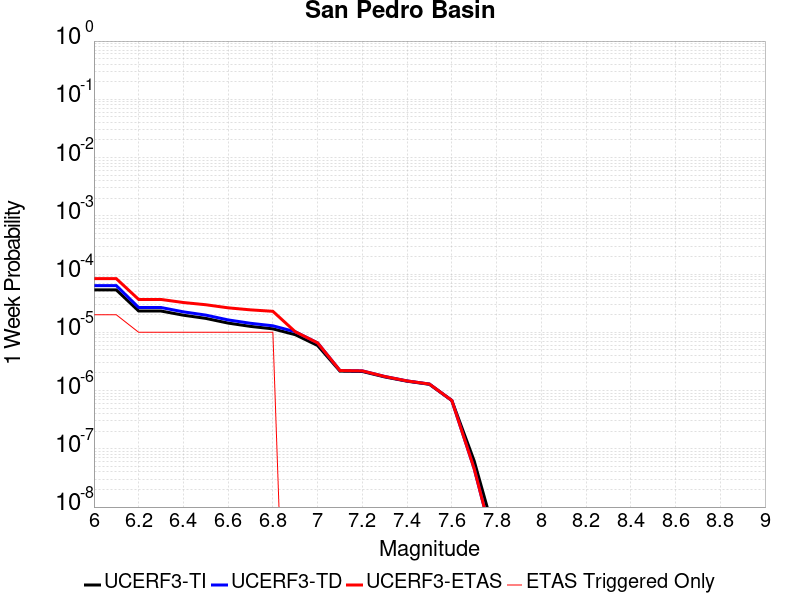 San Pedro Basin
10^0
10^-1
10^-2
10^-3
10^-4
10^-5
10^-6
10^-7
10^-8
1 Week Probability
6 6.2 6.4 6.6 6.8 7 7.2 7.4 7.6 7.8 8 8.2 8.4 8.6 8.8 9
Magnitude
UCERF3-TI UCERF3-TD UCERF3-ETAS ETAS Triggered Only